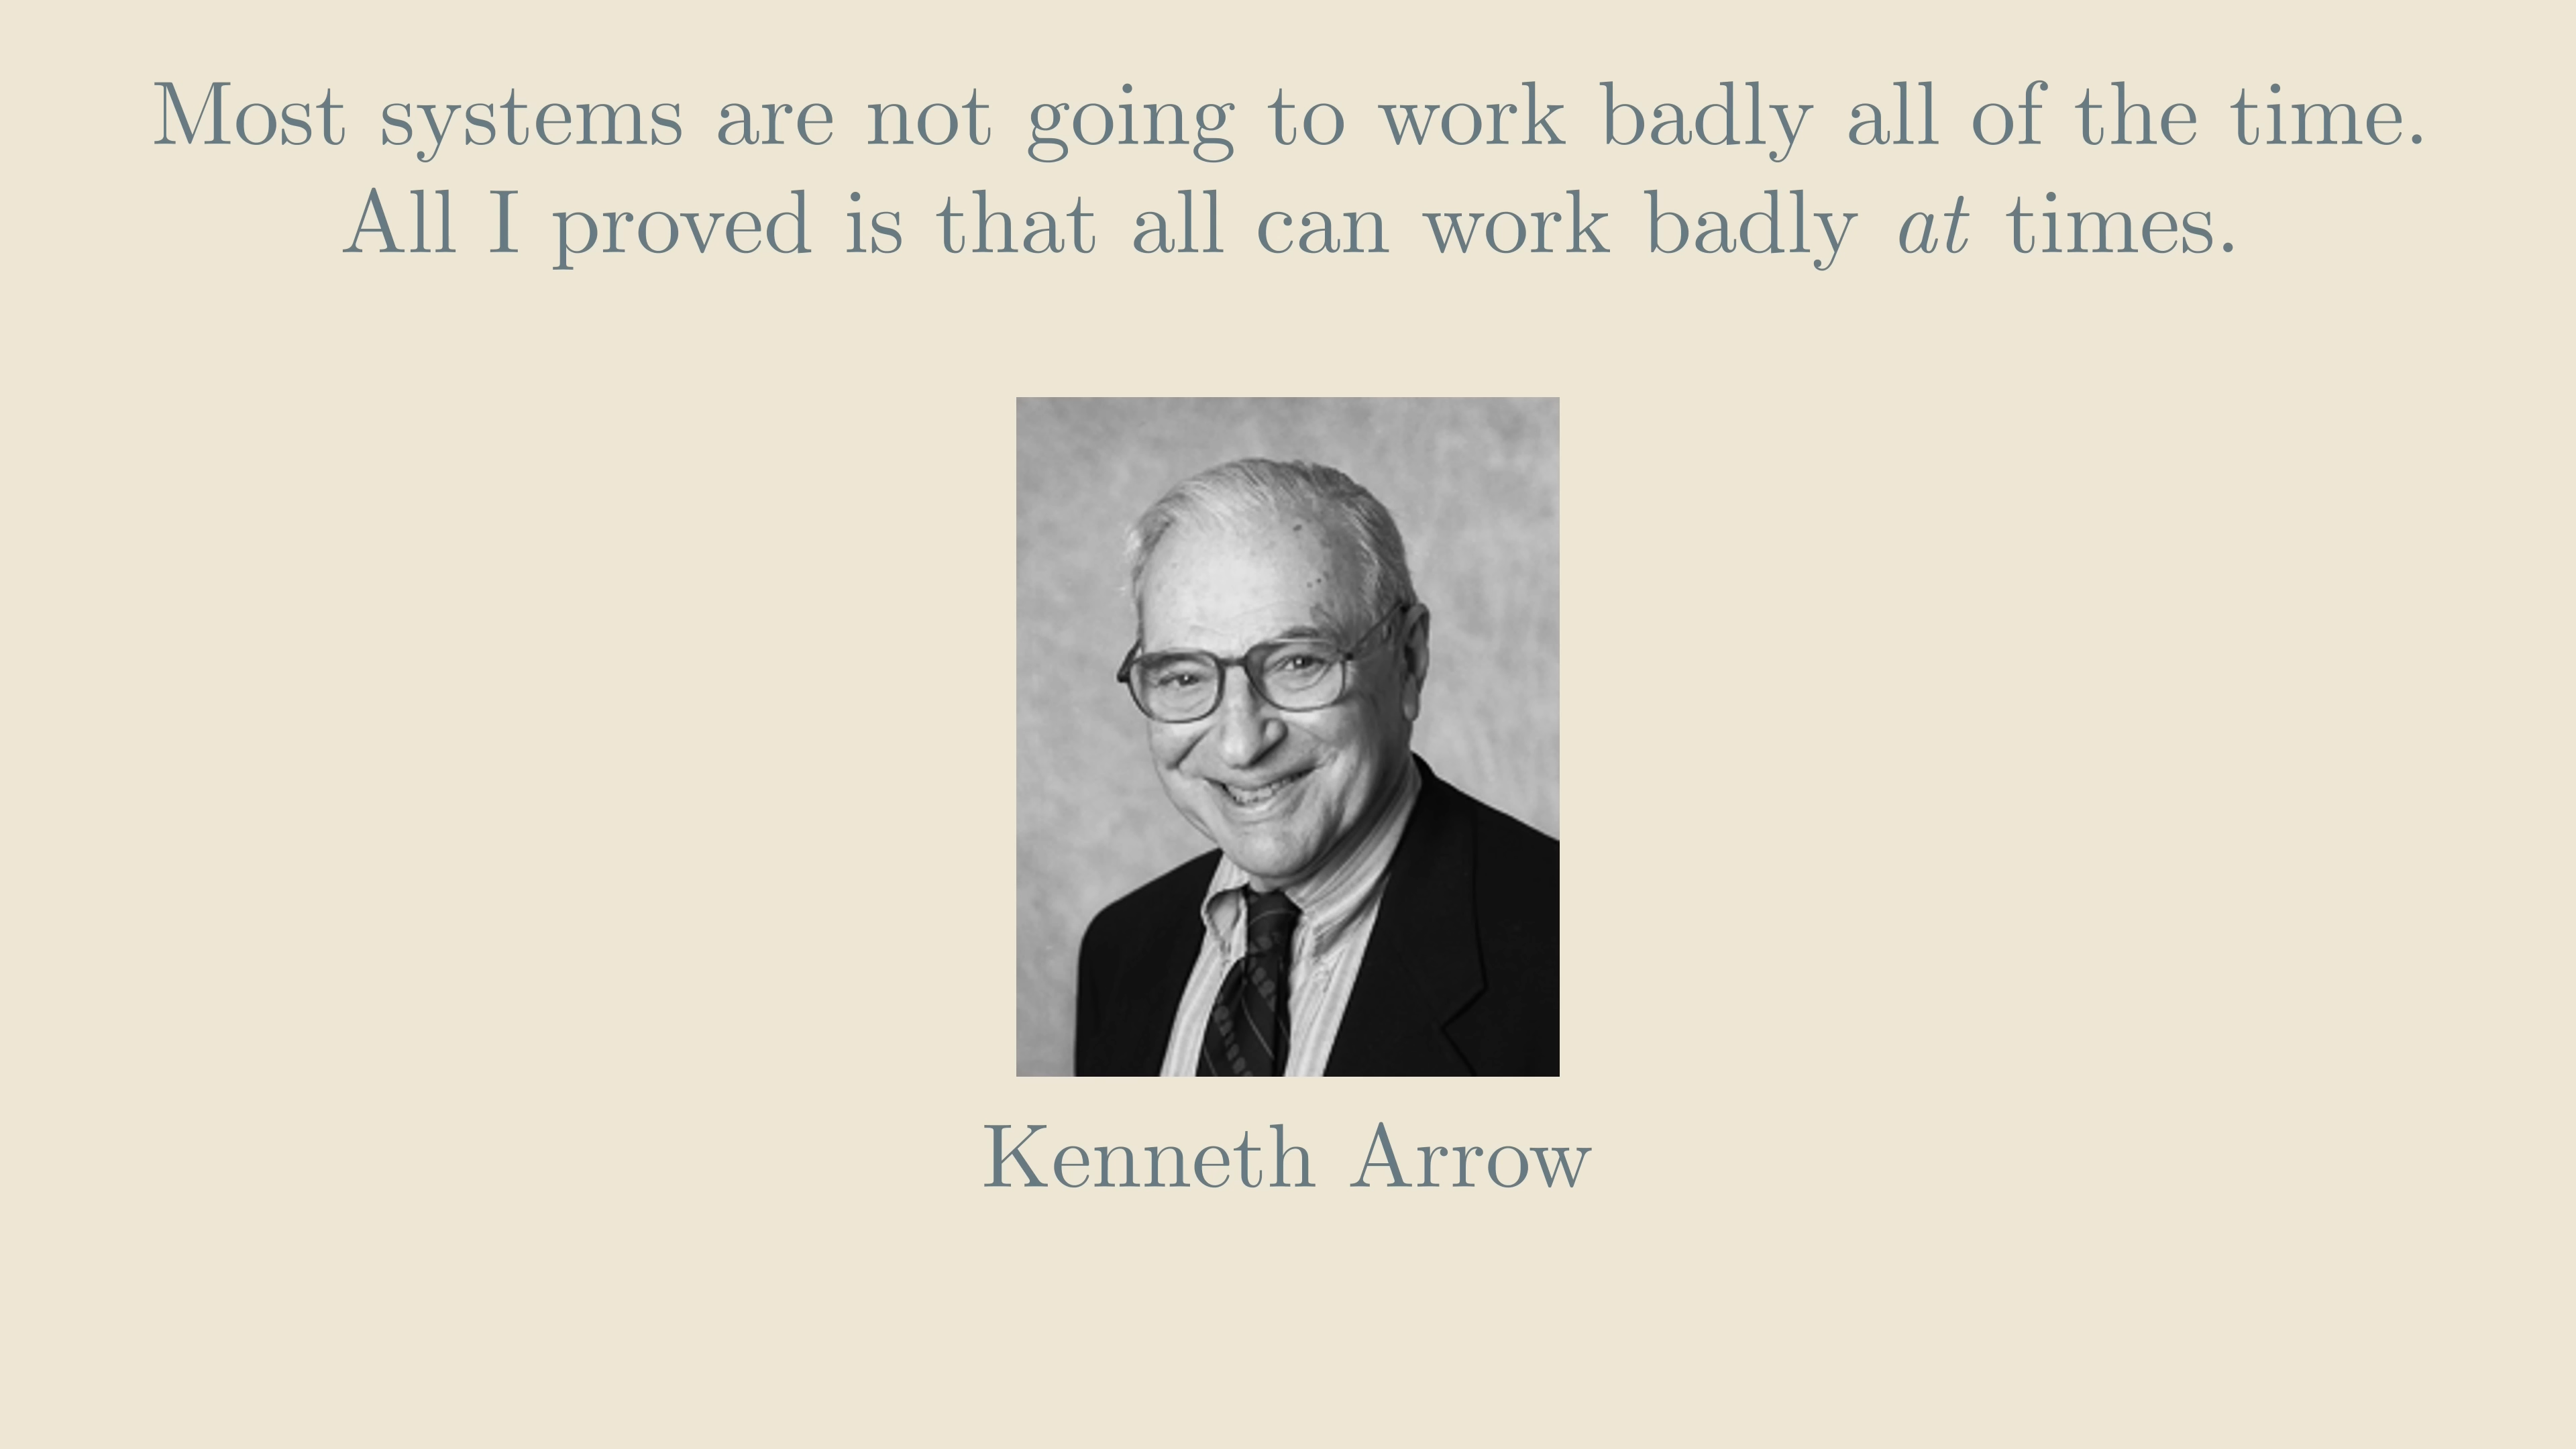 Most systems are not going to work badly all of the time.
All I proved is that all can work badly at times.
Kenneth Arrow